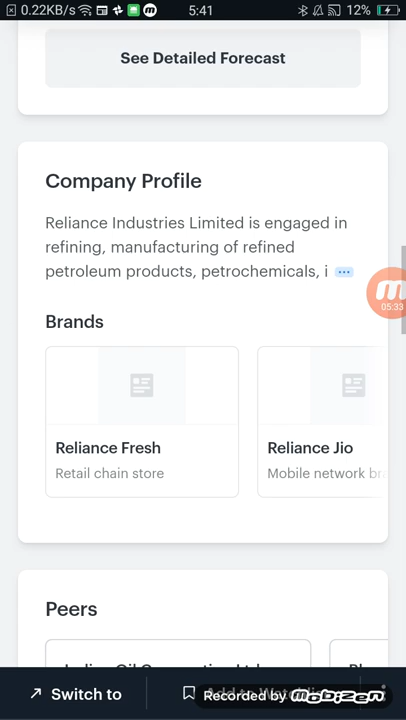 0.22KB/s
5:41
12%
See Detailed Forecast
Company Profile
Reliance Industries Limited is engaged in
refining, manufacturing of refined
petroleum products, petrochemicals, i ...
05:33
Brands
Reliance Fresh
Retail chain store
Reliance Jio
Mobile network bra
Peers
Switch to
Recorded by mobizen